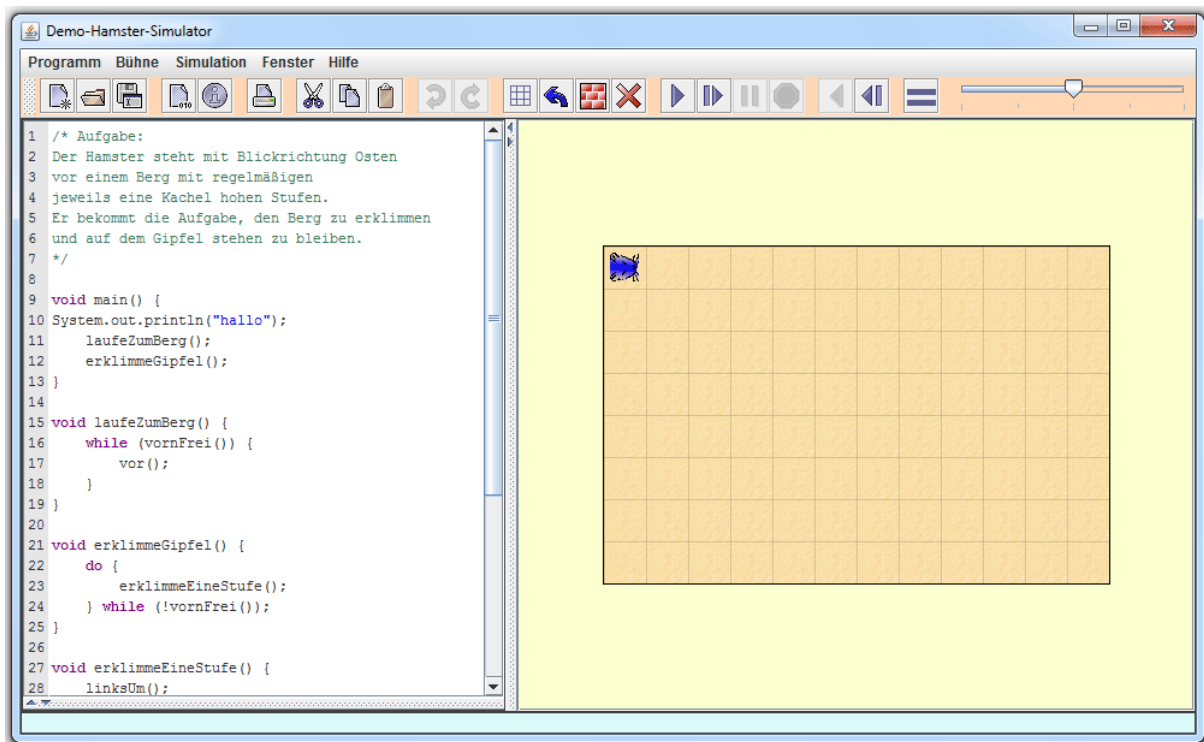 Demo-Hamster-Simulator
Programm Bühne Simulation Fenster Hilfe
010
1 /* Aufgabe:
2 Der Hamster steht mit Blickrichtung Osten
3 vor einem Berg mit regelmäßigen
4 jeweils eine Kachel hohen Stufen.
5 Er bekommt die Aufgabe, den Berg zu erklimmen
6 und auf dem Gipfel stehen zu bleiben.
7 */
8
9 void main() {
10 System.out.println("hallo");
11     laufeZumBerg();
12     erklimmeGipfel();
13 }
14
15 void laufeZumBerg() {
16     while (vornFrei()) {
17         vor();
18     }
19 }
20
21 void erklimmeGipfel() {
22     do {
23         erklimmeEineStufe();
24     } while (!vornFrei());
25 }
26
27 void erklimmeEineStufe() {
28     linksUm();